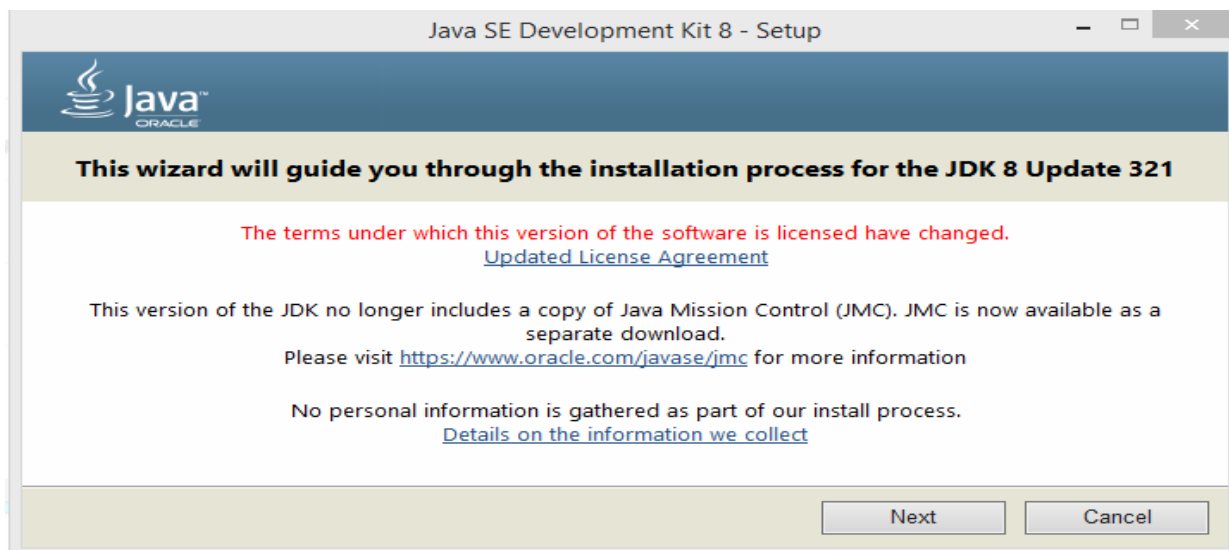 Java SE Development Kit 8 - Setup
Java™
ORACLE
This wizard will guide you through the installation process for the JDK 8 Update 321
The terms under which this version of the software is licensed have changed.
Updated License Agreement
This version of the JDK no longer includes a copy of Java Mission Control (JMC). JMC is now available as a
separate download.
Please visit https://www.oracle.com/javase/jmc for more information
No personal information is gathered as part of our install process.
Details on the information we collect
Next Cancel